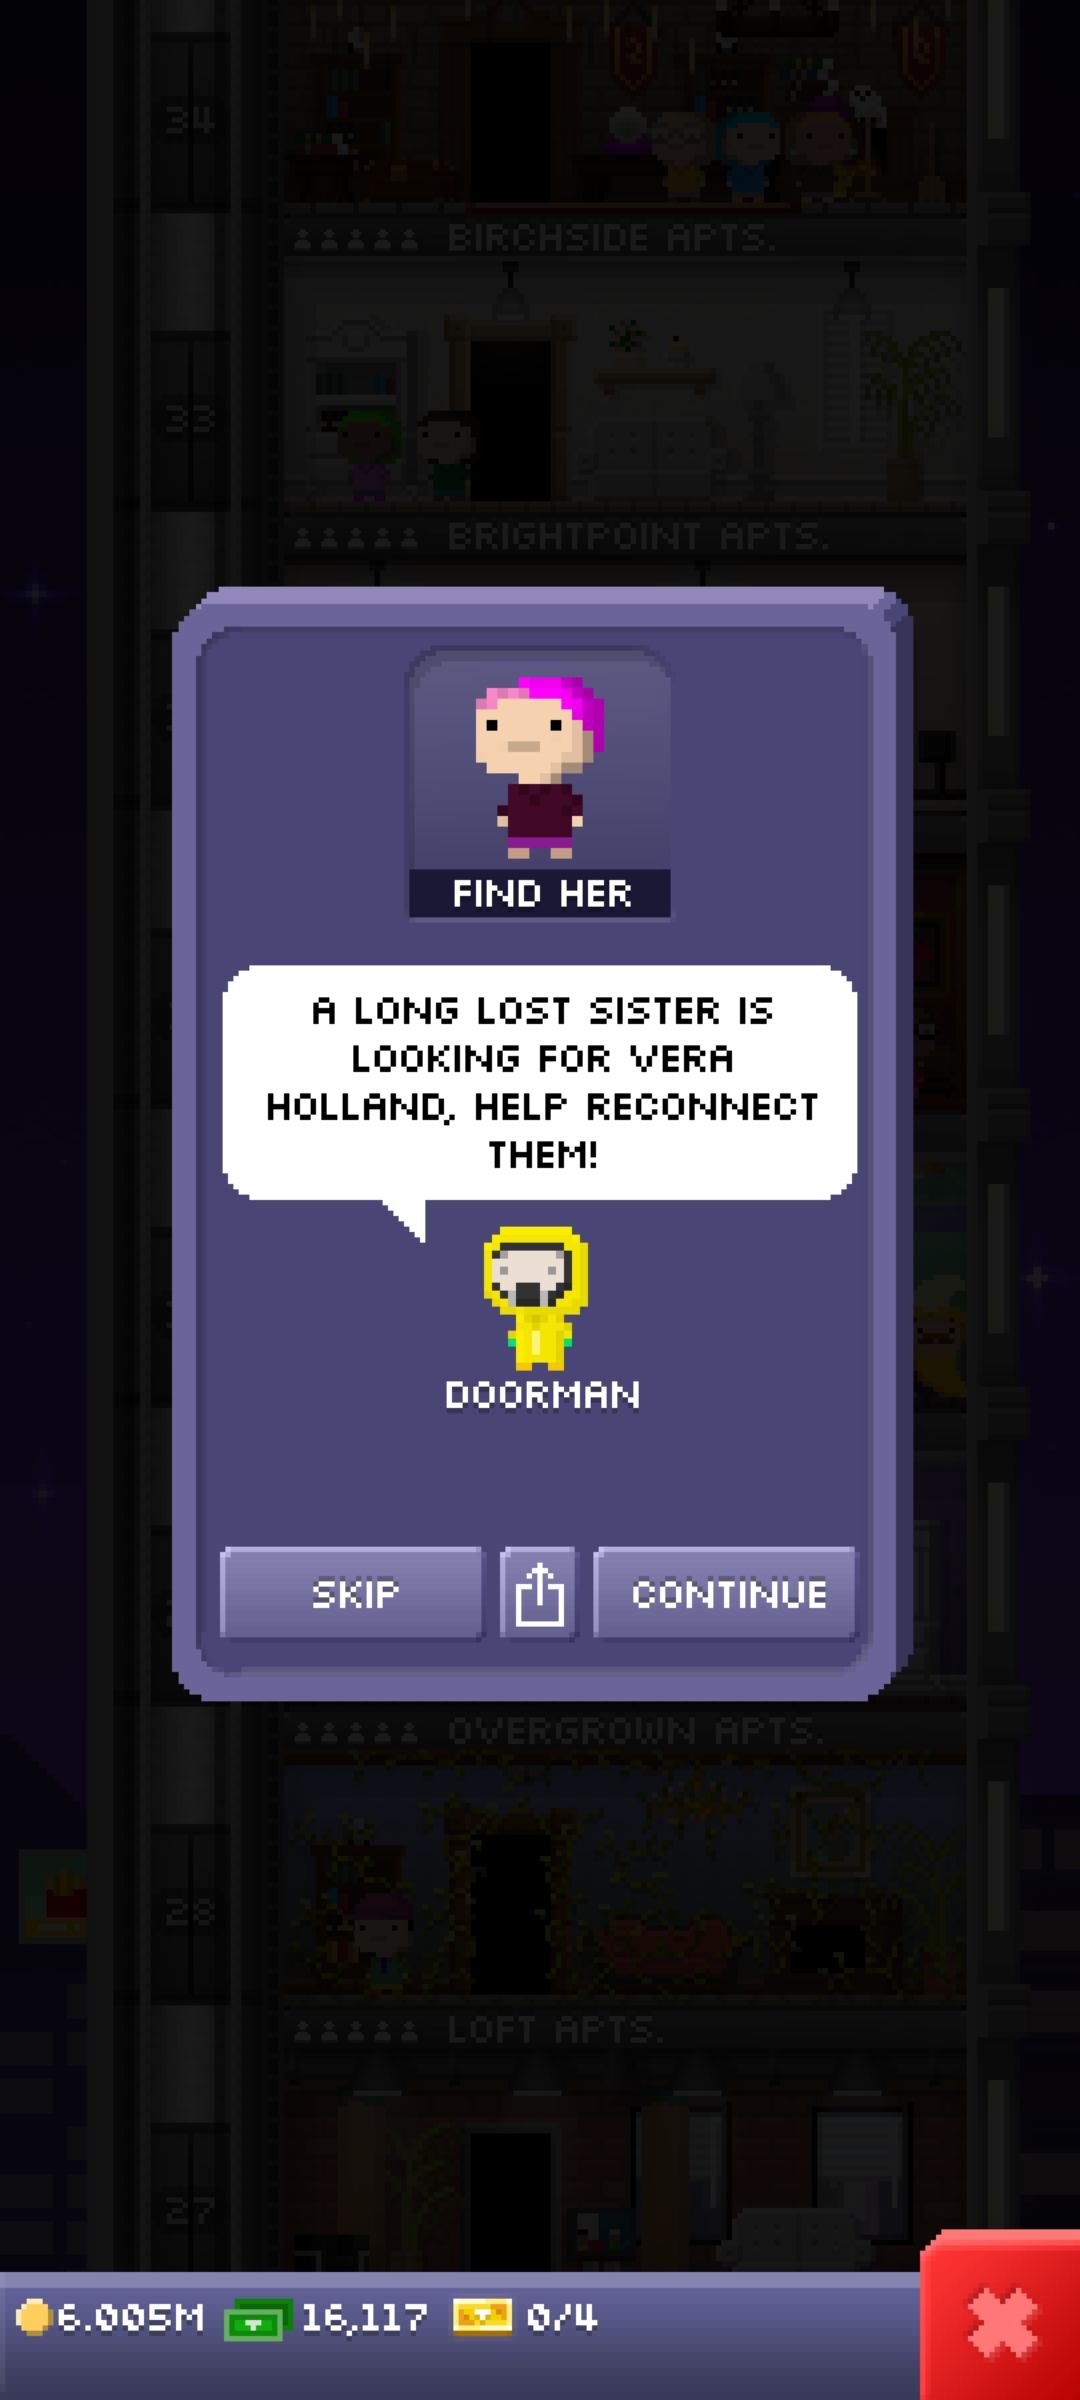 34
BIRCHSIDE APTS.
33
BRIGHTPOINT APTS.
FIND HER
A LONG LOST SISTER IS
LOOKING FOR VERA
HOLLAND, HELP RECONNECT
THEM!
DOORMAN
SKIP
CONTINUE
OVERGROWN APTS.
28
LOFT APTS.
27
6.005M
16,117
0/4